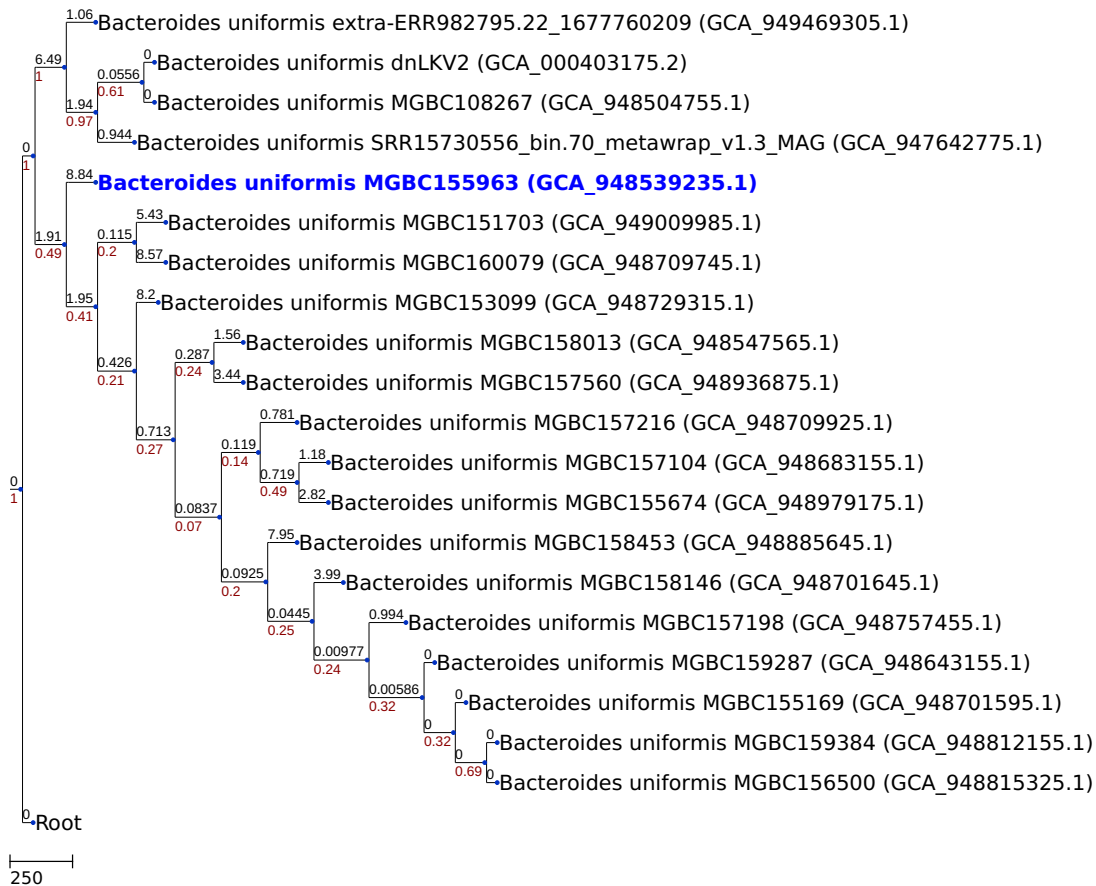 1.06 Bacteroides uniformis extra-ERR982795.22_1677760209 (GCA_949469305.1)
6.49
1
0 Bacteroides uniformis dnLKV2 (GCA_000403175.2)
0.0556
0.61
0 Bacteroides uniformis MGBC108267 (GCA_948504755.1)
1.94
0.97
0.944 Bacteroides uniformis SRR15730556_bin.70_metawrap_v1.3_MAG (GCA_947642775.1)
0
1
8.84 Bacteroides uniformis MGBC155963 (GCA_948539235.1)
5.43 Bacteroides uniformis MGBC151703 (GCA_949009985.1)
1.91
0.49
0.115
0.2
8.57 Bacteroides uniformis MGBC160079 (GCA_948709745.1)
1.95
0.41
8.2 Bacteroides uniformis MGBC153099 (GCA_948729315.1)
1.56 Bacteroides uniformis MGBC158013 (GCA_948547565.1)
0.426
0.21
0.287
0.24
3.44 Bacteroides uniformis MGBC157560 (GCA_948936875.1)
0.781 Bacteroides uniformis MGBC157216 (GCA_948709925.1)
0.713
0.27
0.119
0.14
1.18 Bacteroides uniformis MGBC157104 (GCA_948683155.1)
0.719
0.49
0
1
2.82 Bacteroides uniformis MGBC155674 (GCA_948979175.1)
0.0837
0.07
7.95 Bacteroides uniformis MGBC158453 (GCA_948885645.1)
0.0925
0.2
3.99 Bacteroides uniformis MGBC158146 (GCA_948701645.1)
0.0445
0.25
0.994 Bacteroides uniformis MGBC157198 (GCA_948757455.1)
0.00977
0.24
0 Bacteroides uniformis MGBC159287 (GCA_948643155.1)
0.00586
0.32
0 Bacteroides uniformis MGBC155169 (GCA_948701595.1)
0
0.32
0 Bacteroides uniformis MGBC159384 (GCA_948812155.1)
0
0.69
0 Bacteroides uniformis MGBC156500 (GCA_948815325.1)
0 Root
250